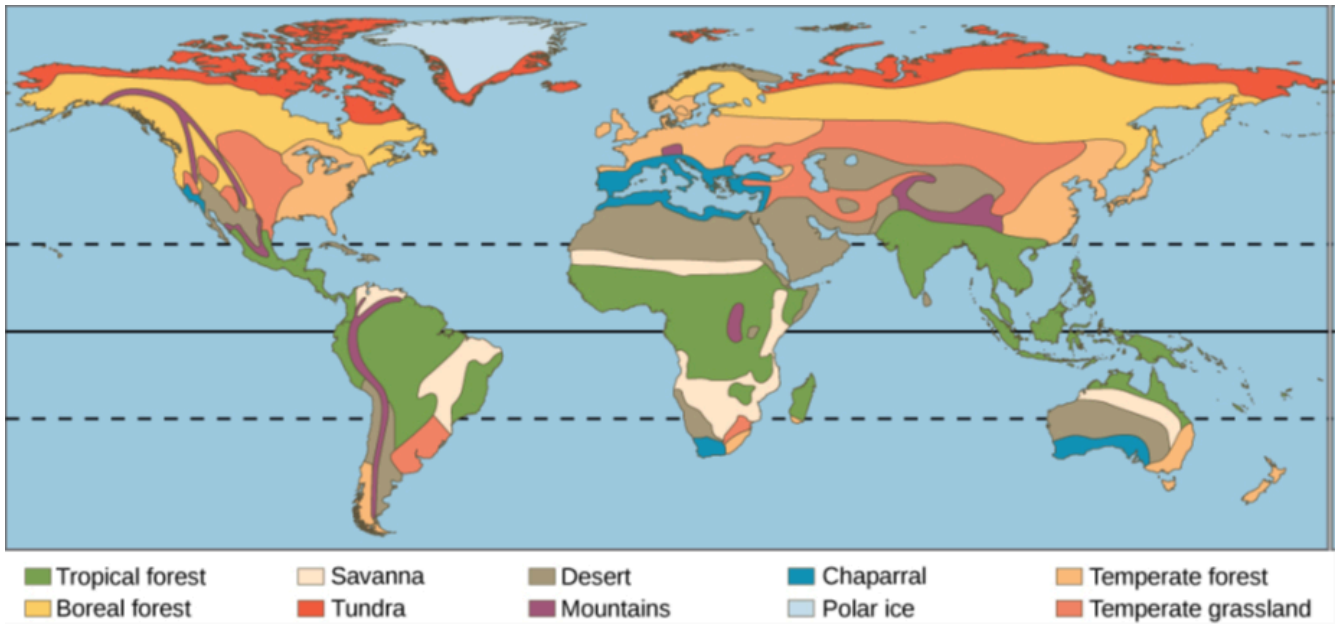 Tropical forest Savanna Desert Chaparral Temperate forest
Boreal forest Tundra Mountains Polar ice Temperate grassland